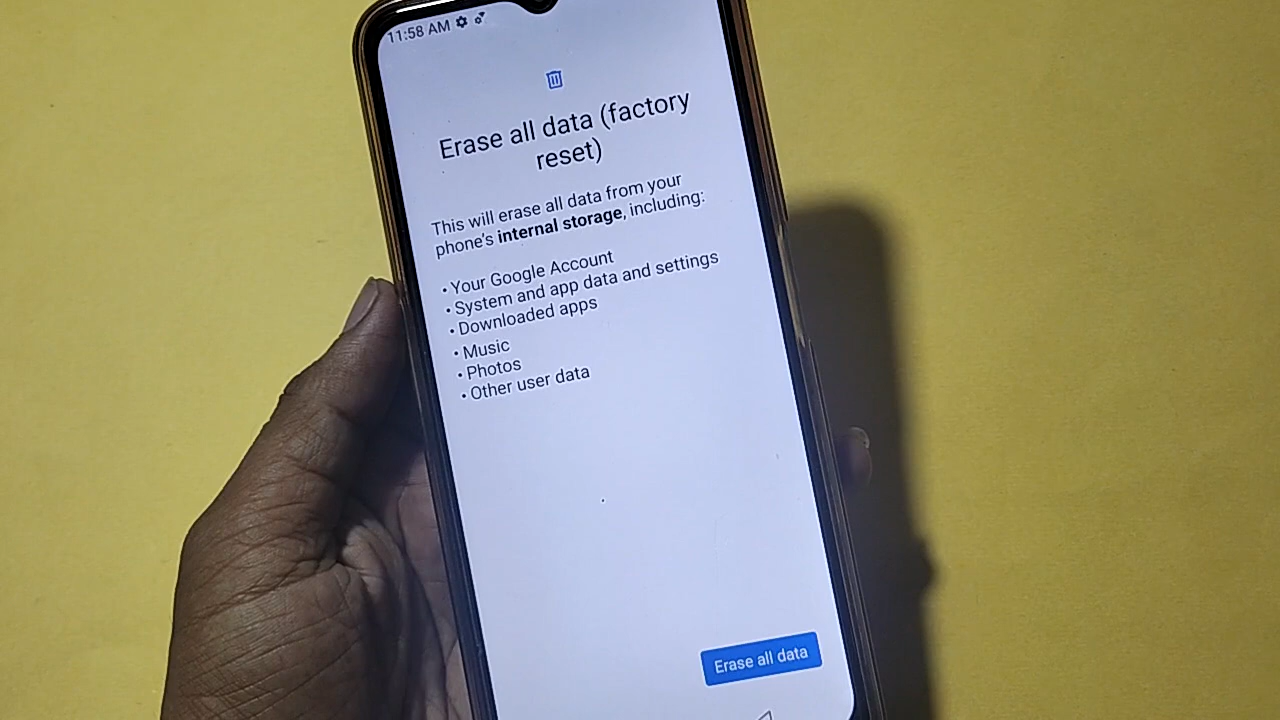 11:58 AM
Erase all data (factory
reset)
This will erase all data from your
phone's internal storage, including:
• Your Google Account
• System and app data and settings
• Downloaded apps
• Music
• Photos
• Other user data
Erase all data